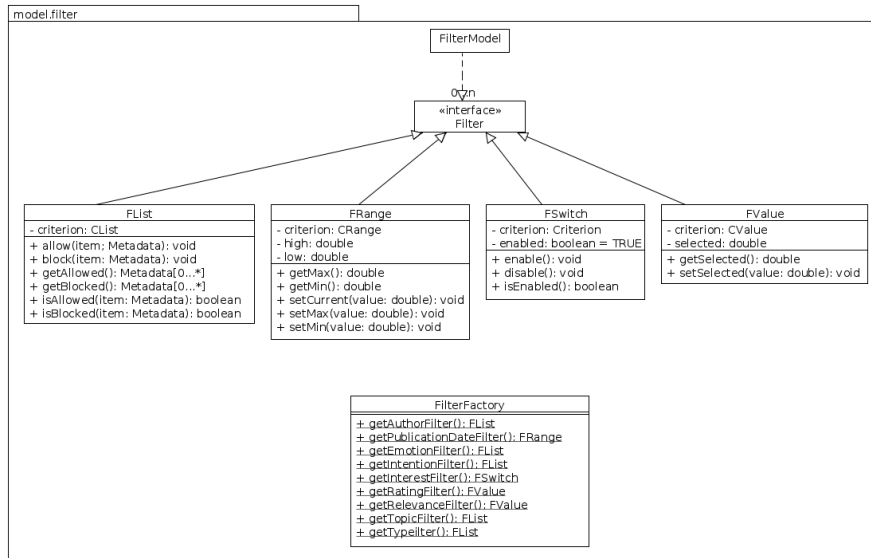 model.filter
FilterModel
0...n
«interface»
Filter
FList
- criterion: CList
+ allow(item; Metadata): void
+ block(item: Metadata): void
+ getAllowed(): Metadata[0...*]
+ getBlocked(): Metadata[0...*]
+ isAllowed(item: Metadata): boolean
+ isBlocked(item: Metadata): boolean
FRange
- criterion: CRange
- high: double
- low: double
+ getMax(): double
+ getMin(): double
+ setCurrent(value: double): void
+ setMax(value: double): void
+ setMin(value: double): void
FSwitch
- criterion: Criterion
- enabled: boolean = TRUE
+ enable(): void
+ disable(): void
+ isEnabled(): boolean
FValue
- criterion: CValue
- selected: double
+ getSelected(): double
+ setSelected(value: double): void
FilterFactory
+ getAuthorFilter(): FList
+ getPublicationDateFilter(): FRange
+ getEmotionFilter(): FList
+ getIntentionFilter(): FList
+ getInterestFilter(): FSwitch
+ getRatingFilter(): FValue
+ getRelevanceFilter(): FValue
+ getTopicFilter(): FList
+ getTypeilter(): FList